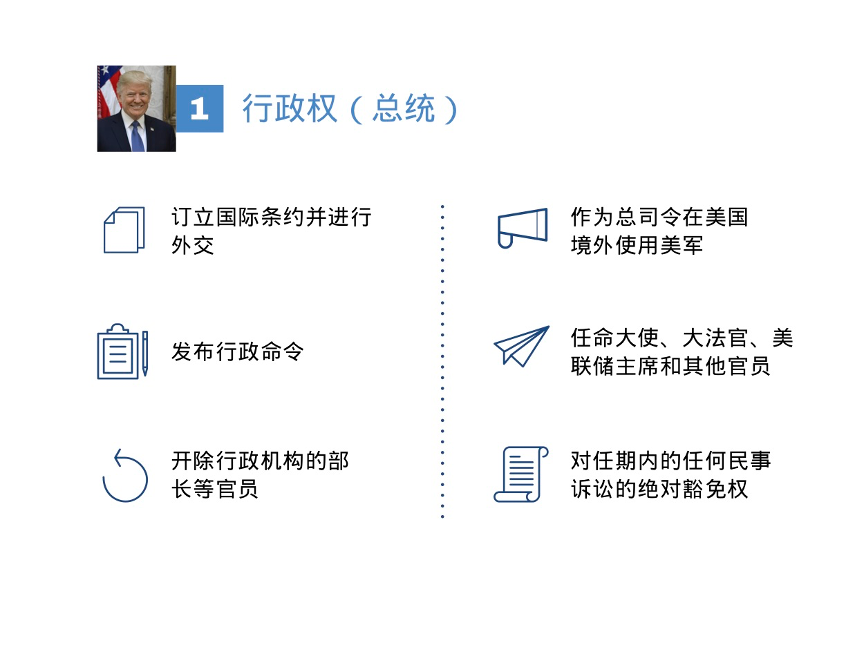 1 行政权（总统）
订立国际条约并进行
外交
发布行政命令
开除行政机构的部
长等官员
作为总司令在美国
境外使用美军
任命大使、大法官、美
联储主席和其他官员
对任期内的任何民事
诉讼的绝对豁免权